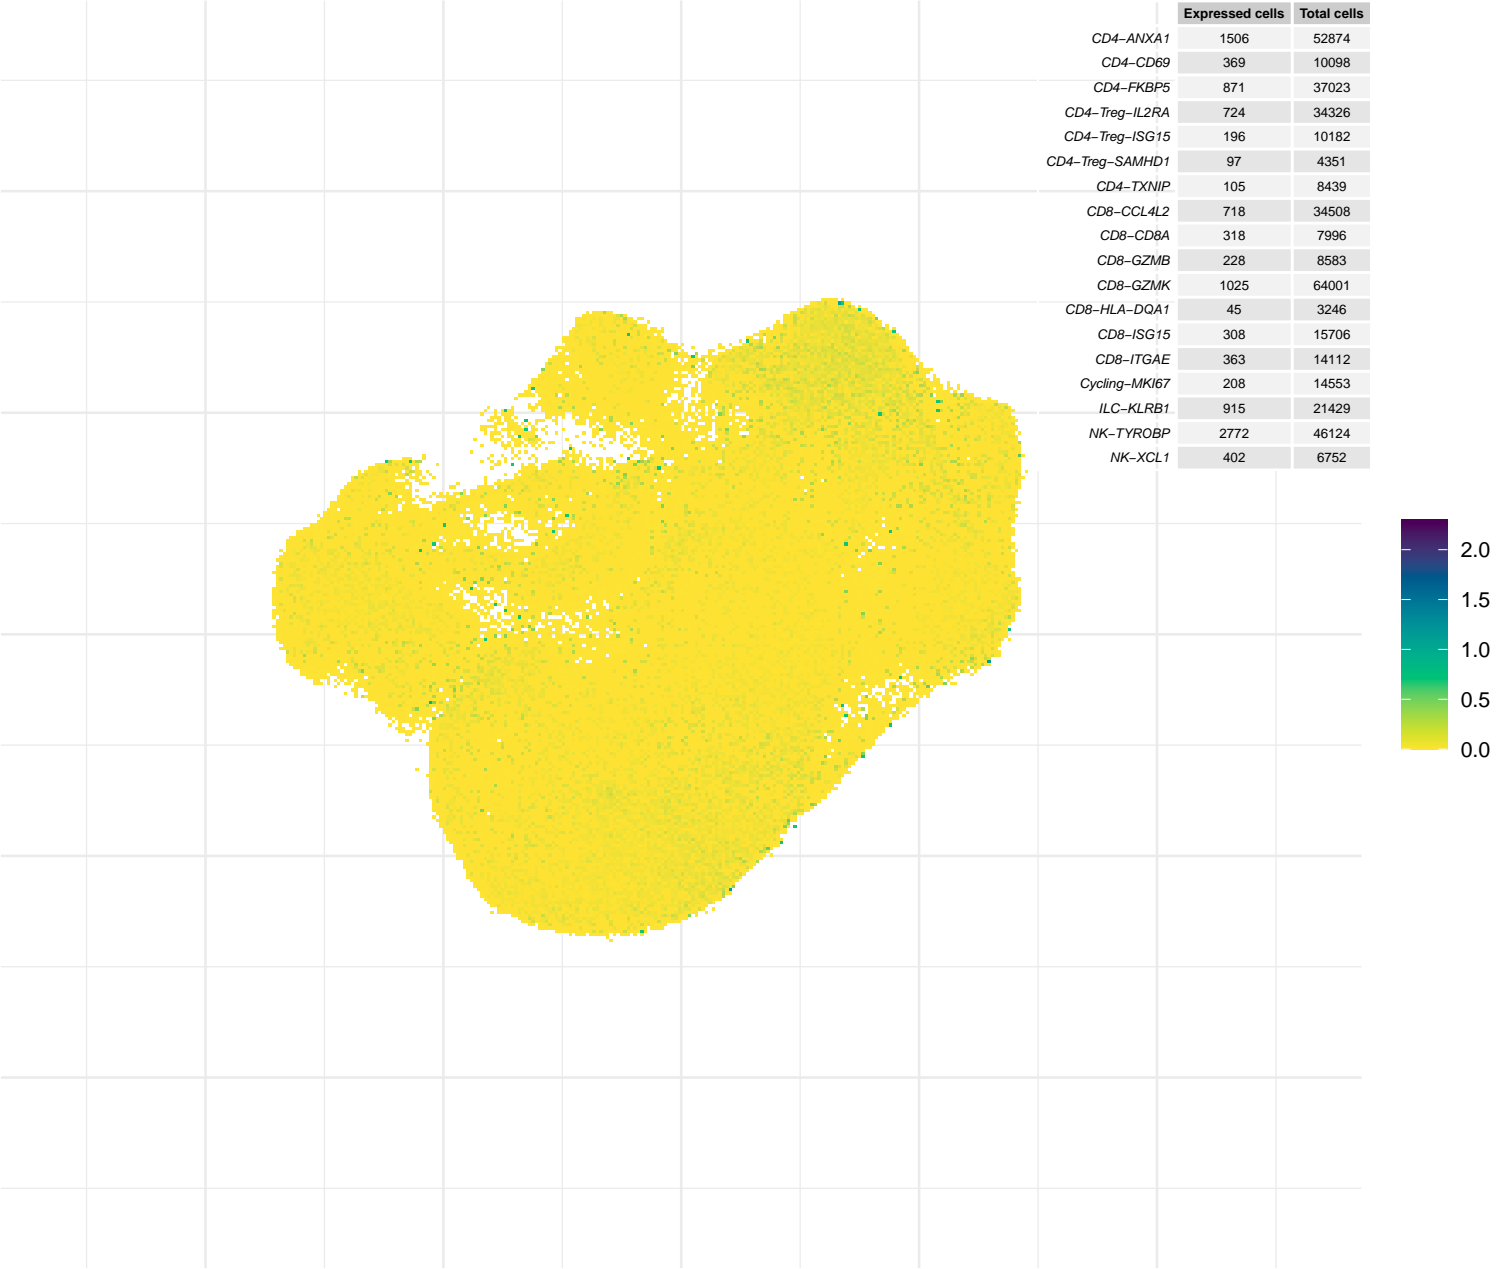 Expressed cells Total cells
CD4−ANXA1 1506 52874
CD4−CD69 369 10098
CD4−FKBP5 871 37023
CD4−Treg−IL2RA 724 34326
CD4−Treg−ISG15 196 10182
CD4−Treg−SAMHD1 97 4351
CD4−TXNIP 105 8439
CD8−CCL4L2 718 34508
CD8−CD8A 318 7996
CD8−GZMB 228 8583
CD8−GZMK 1025 64001
CD8−HLA−DQA1 45 3246
CD8−ISG15 308 15706
CD8−ITGAE 363 14112
Cycling−MKI67 208 14553
ILC−KLRB1 915 21429
NK−TYROBP 2772 46124
NK−XCL1 402 6752
2.0
1.5
1.0
0.5
0.0